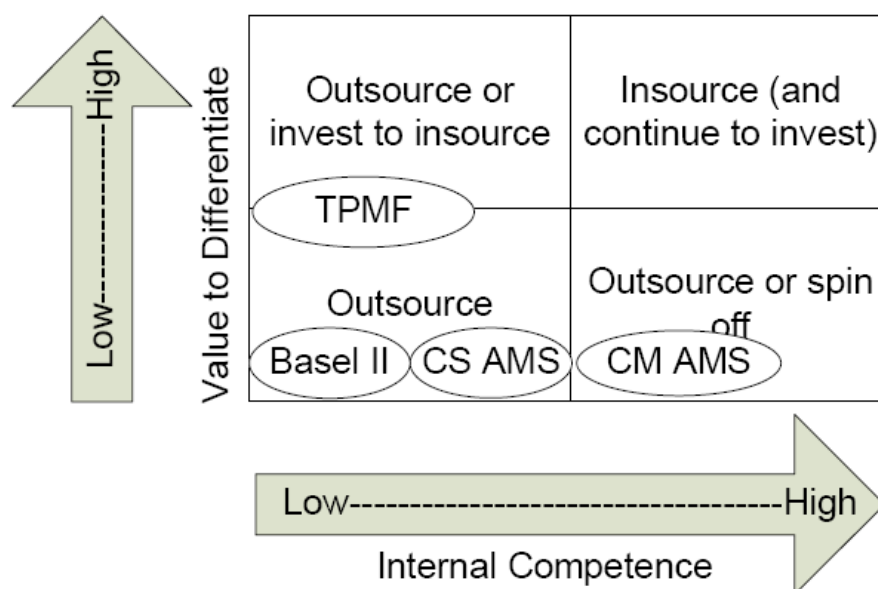 Low--------------High
Value to Differentiate
Outsource or
invest to insource
Insource (and
continue to invest)
TPMF
Outsource
Outsource or spin
off
Basel II
CS AMS
CM AMS
Low------------------------------------High
Internal Competence